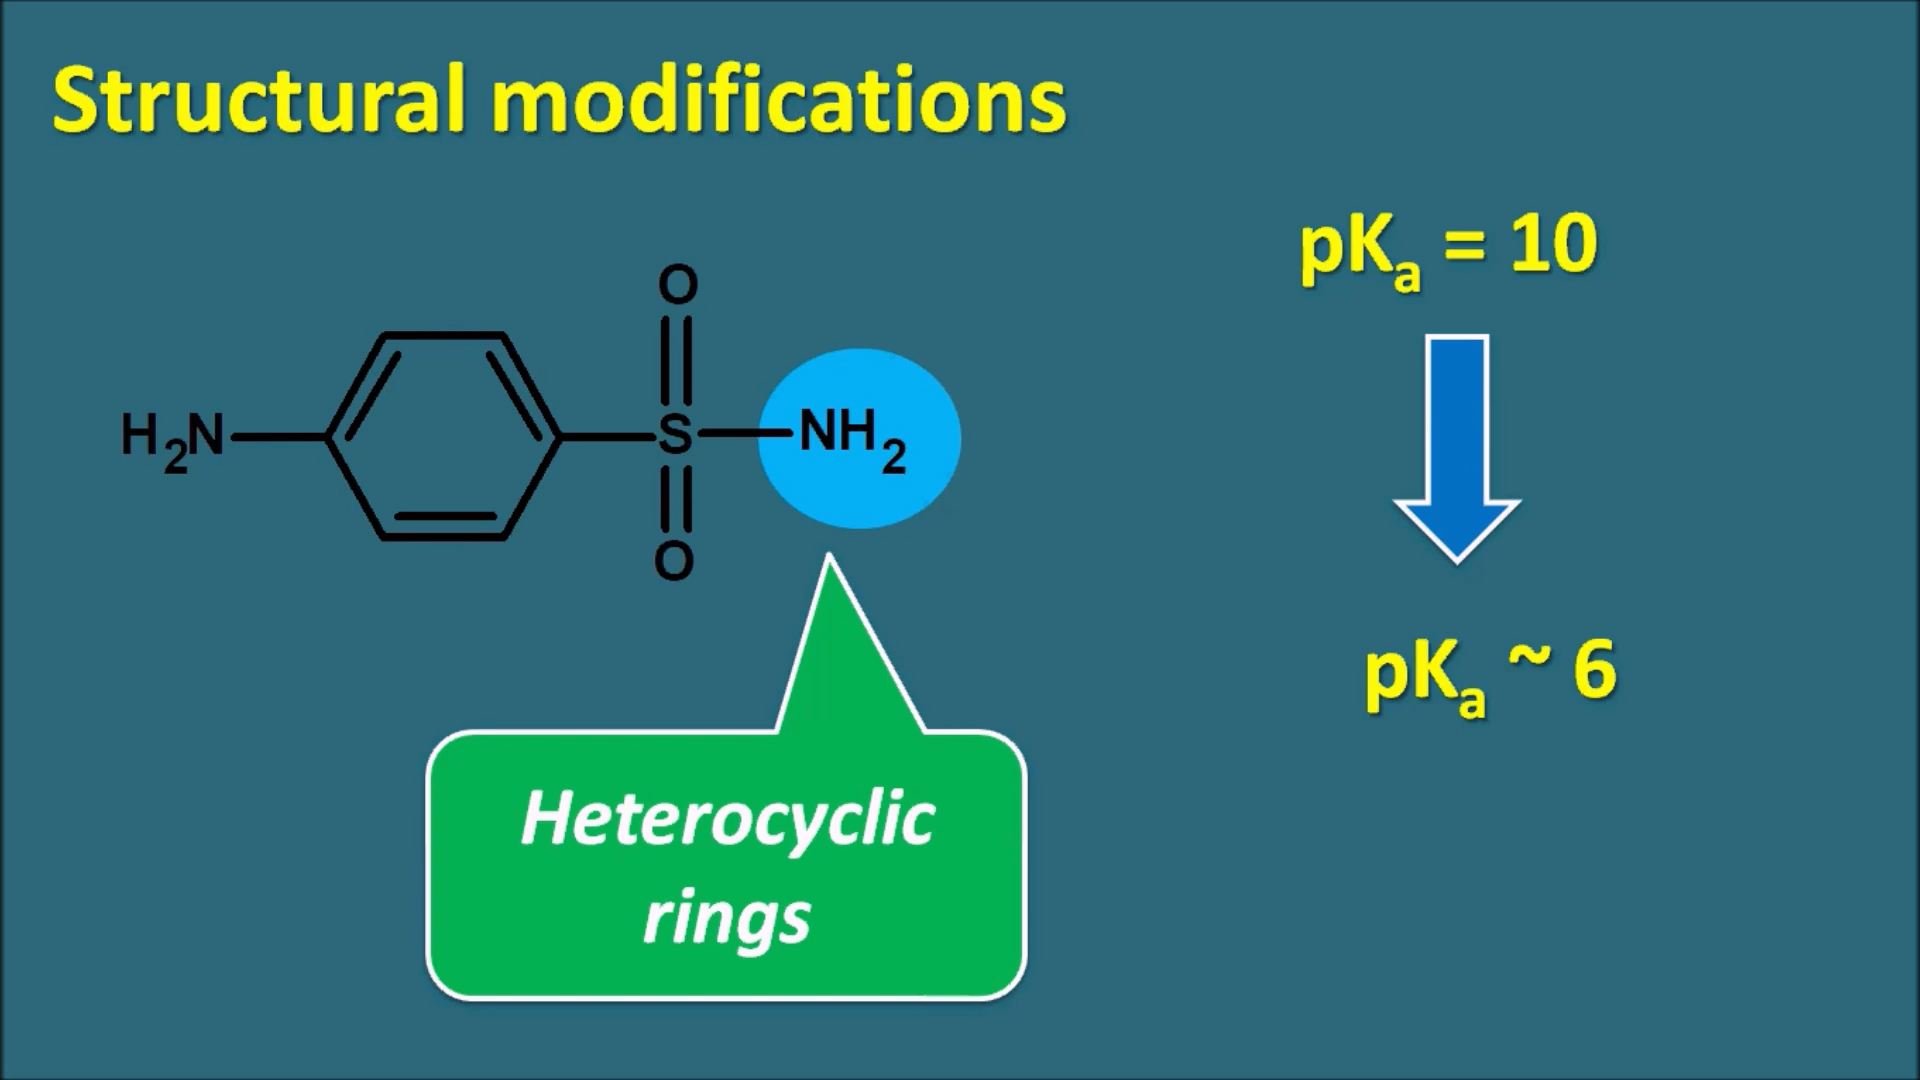 Structural modifications
pKₐ = 10
O
H₂N
S
NH₂
O
pKₐ ~ 6
Heterocyclic
rings